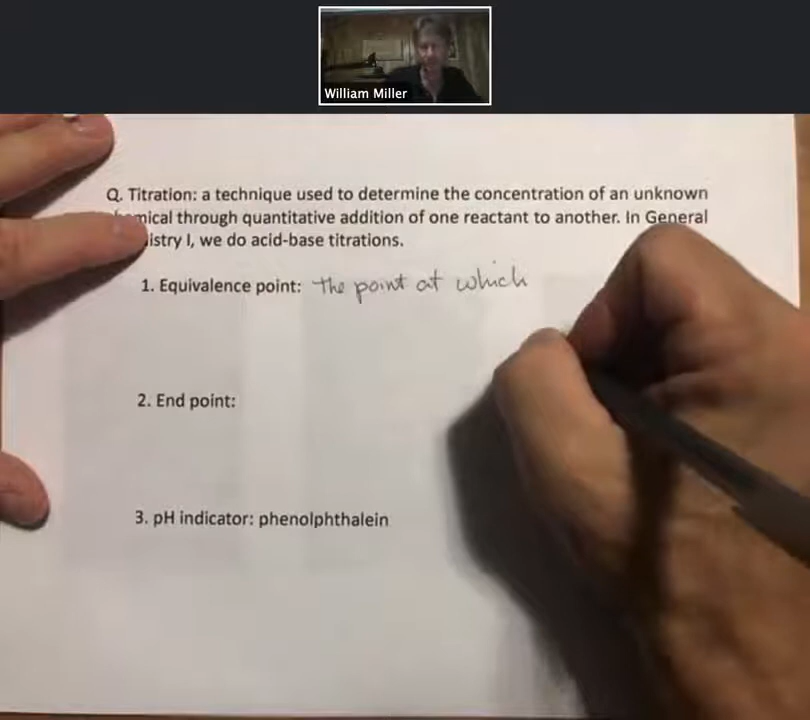 William Miller
Q. Titration: a technique used to determine the concentration of an unknown
mical through quantitative addition of one reactant to another. In General
istry I, we do acid-base titrations.
1. Equivalence point: The point at which
2. End point:
3. pH indicator: phenolphthalein